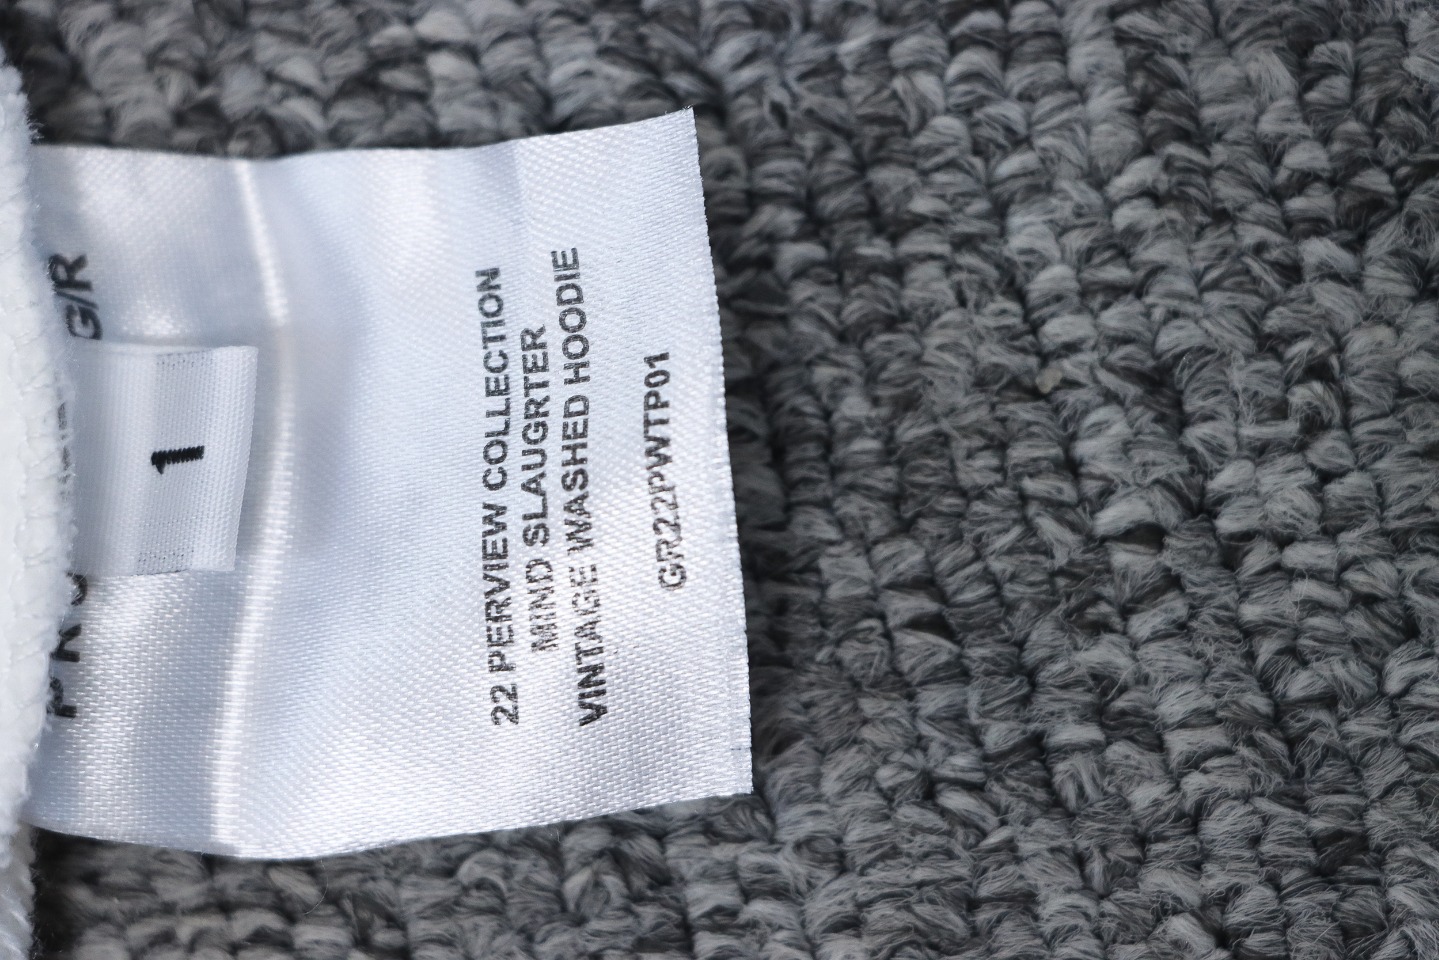 G/R
1
22 PERVIEW COLLECTION
MIND SLAUGRTER
VINTAGE WASHED HOODIE
GR22PWTP01